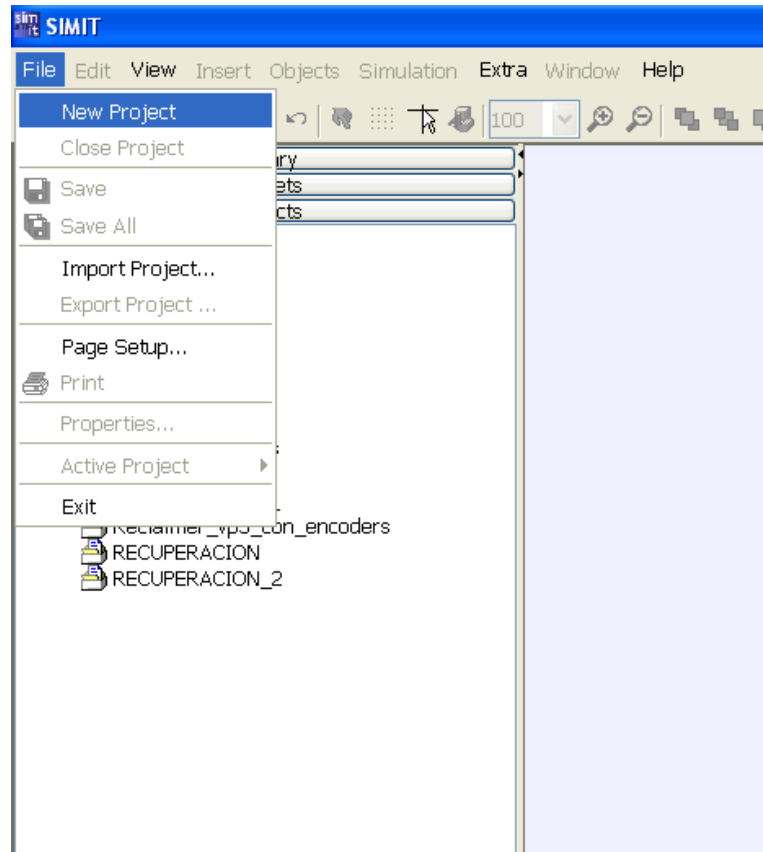 SIMIT
File Edit View Insert Objects Simulation Extra Window Help
New Project
100
Close Project
Save
Save All
Import Project...
Export Project ...
Page Setup...
Print
Properties...
Active Project
Exit
Reclaimer_vp5_con_encoders
RECUPERACION
RECUPERACION_2